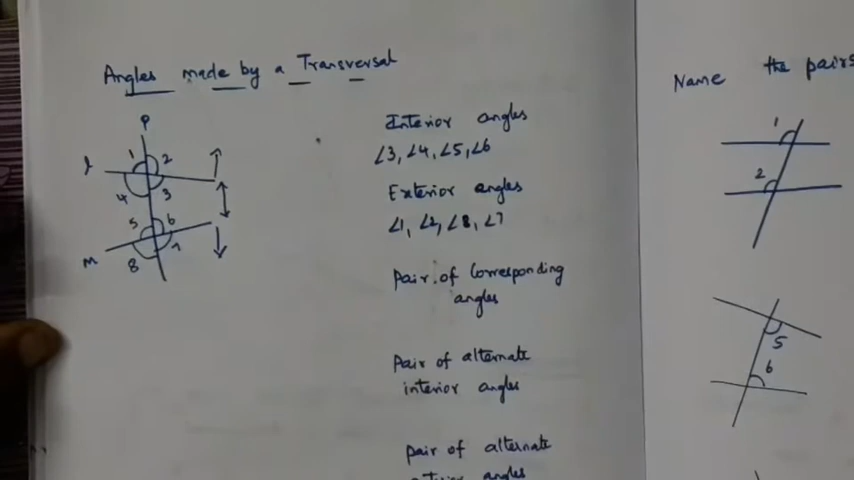 Angles made by a Transversal
P
1 2
l
4 3
5 6
m
8 7
Interior angles
∠3, ∠4, ∠5, ∠6
Exterior angles
∠1, ∠2, ∠8, ∠7
Pair of Corresponding
angles
Pair of alternate
interior angles
Pair of alternate
angles
Name the pairs
1
2
5
6